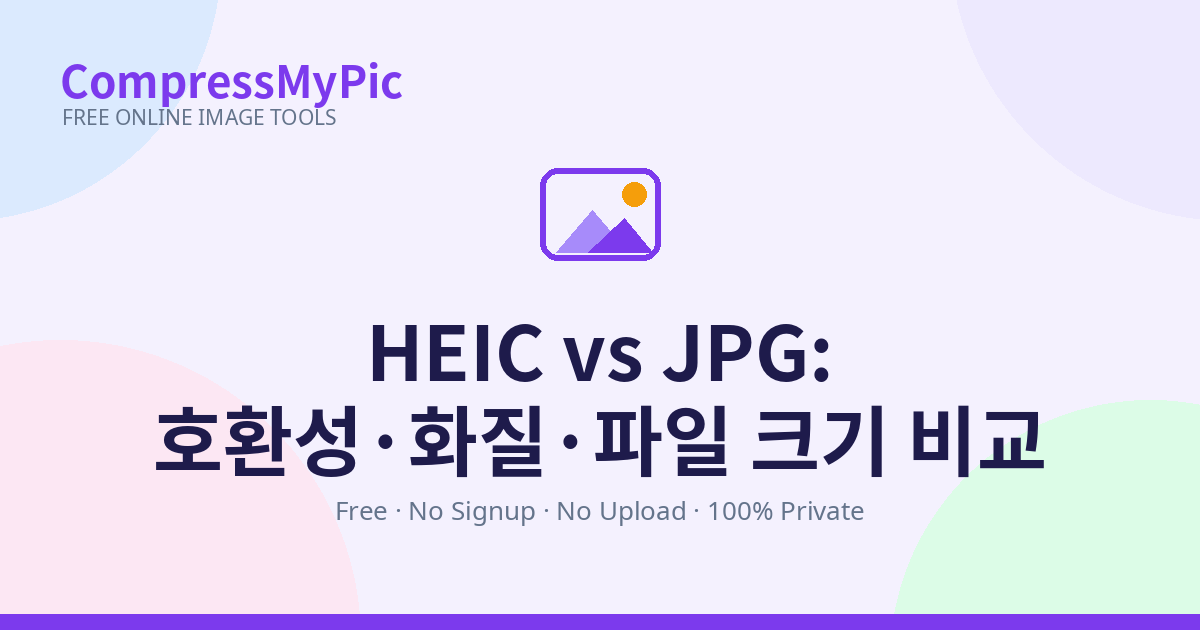 CompressMyPic
FREE ONLINE IMAGE TOOLS
HEIC vs JPG:
호환성·화질·파일 크기 비교
Free · No Signup · No Upload · 100% Private